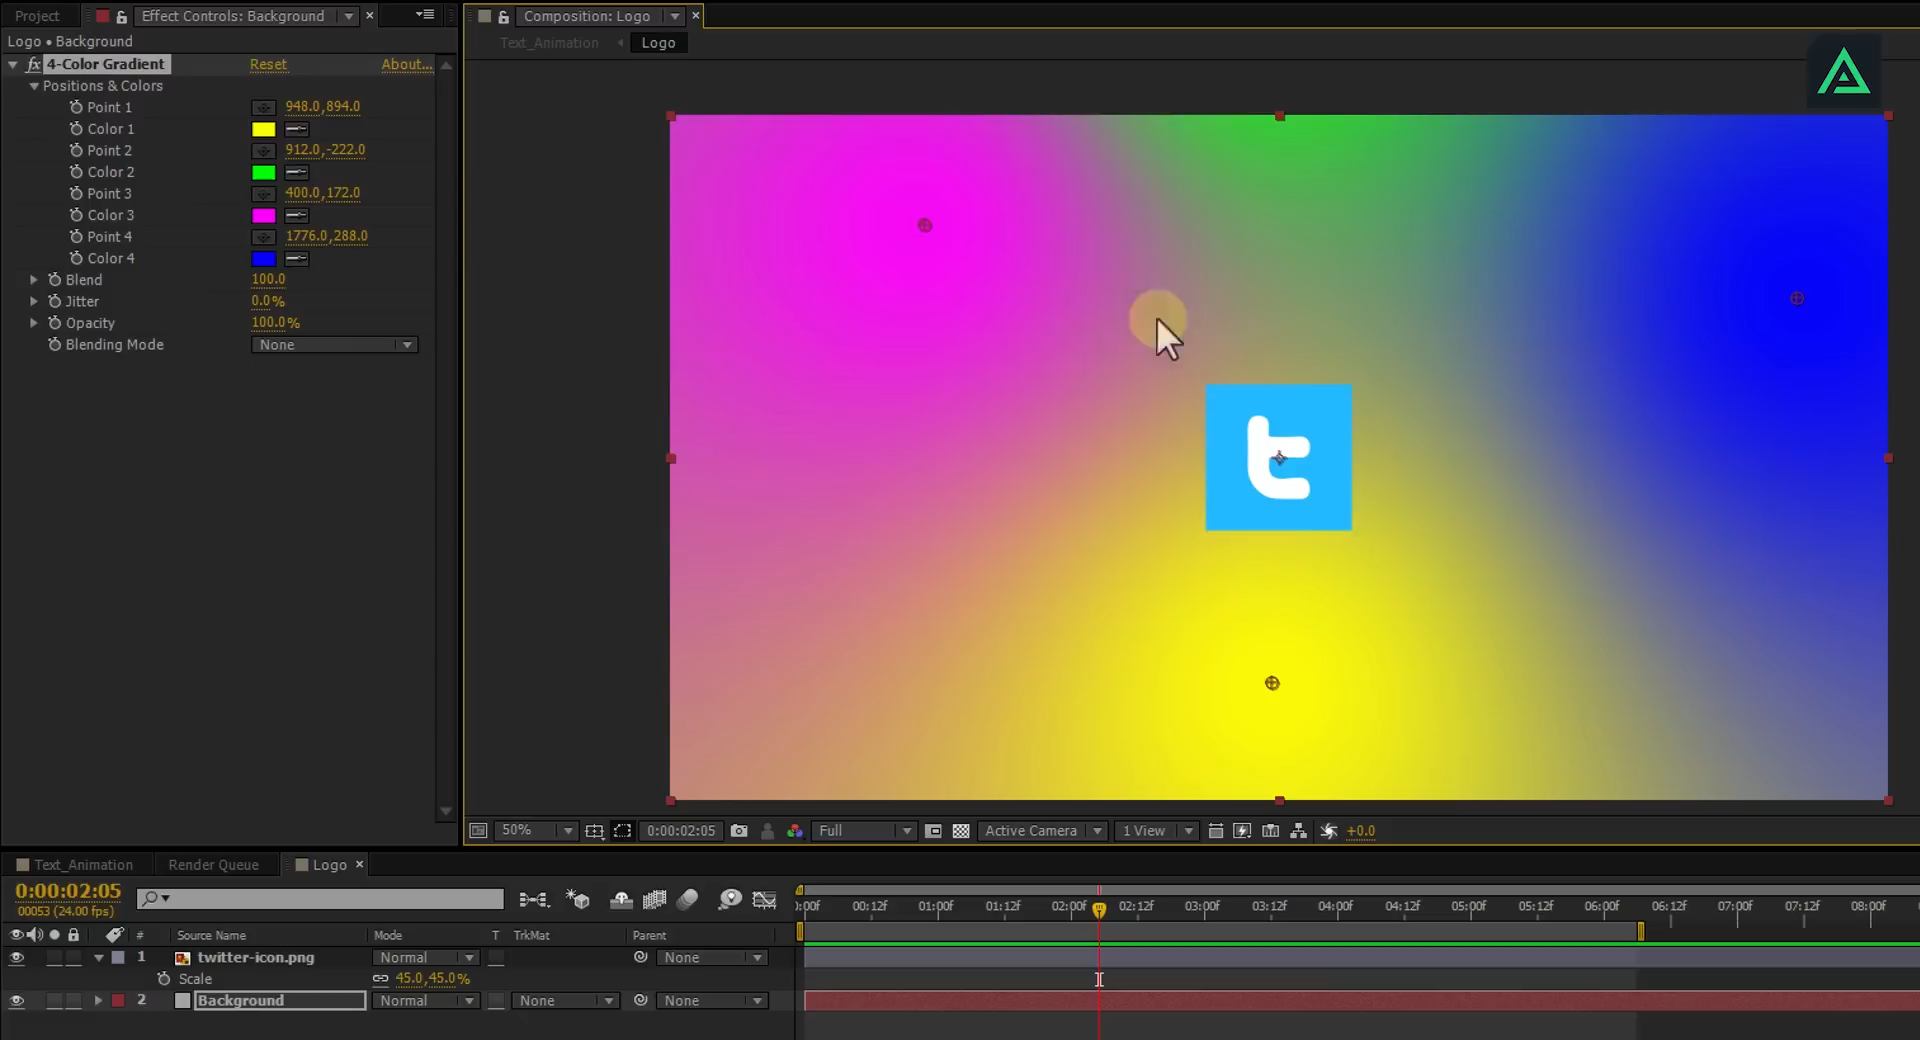 Project Effect Controls: Background × Composition: Logo ×
Logo • Background
Text_Animation Logo
fx 4-Color Gradient Reset About...
Positions & Colors
Point 1 948.0,894.0
Color 1
Point 2 912.0,-222.0
Color 2
Point 3 400.0,172.0
Color 3
Point 4 1776.0,288.0
Color 4
Blend 100.0
Jitter 0.0%
Opacity 100.0%
Blending Mode None
t
50% 0:00:02:05 Full Active Camera 1 View +0.0
Text_Animation Render Queue Logo ×
0:00:02:05
00053 (24.00 fps)
:00f 00:12f 01:00f 01:12f 02:00f 02:12f 03:00f 03:12f 04:00f 04:12f 05:00f 05:12f 06:00f 06:12f 07:00f 07:12f 08:00f
# Source Name Mode T TrkMat Parent
1 twitter-icon.png Normal None
Scale 45.0,45.0%
2 Background Normal None None